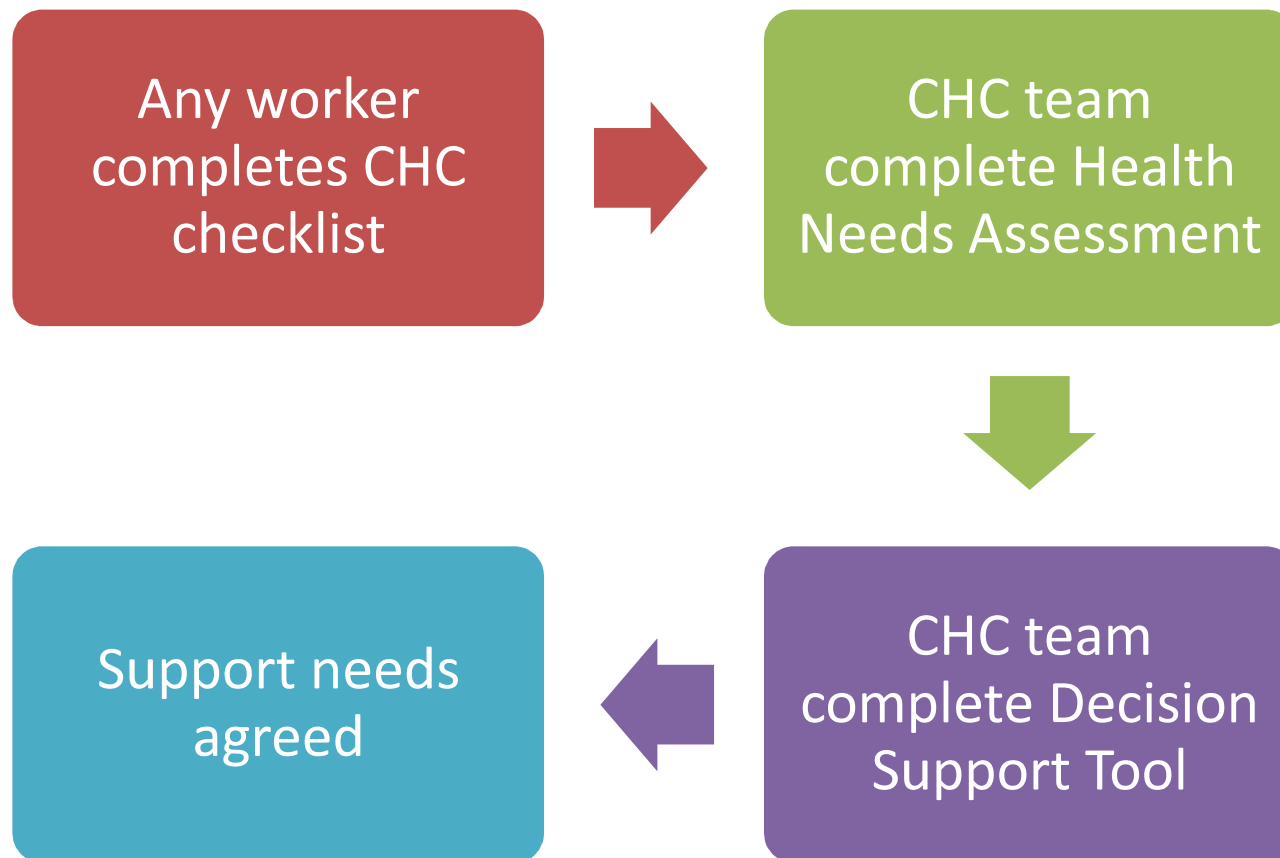 Any worker
completes CHC
checklist
CHC team
complete Health
Needs Assessment
CHC team
complete Decision
Support Tool
Support needs
agreed